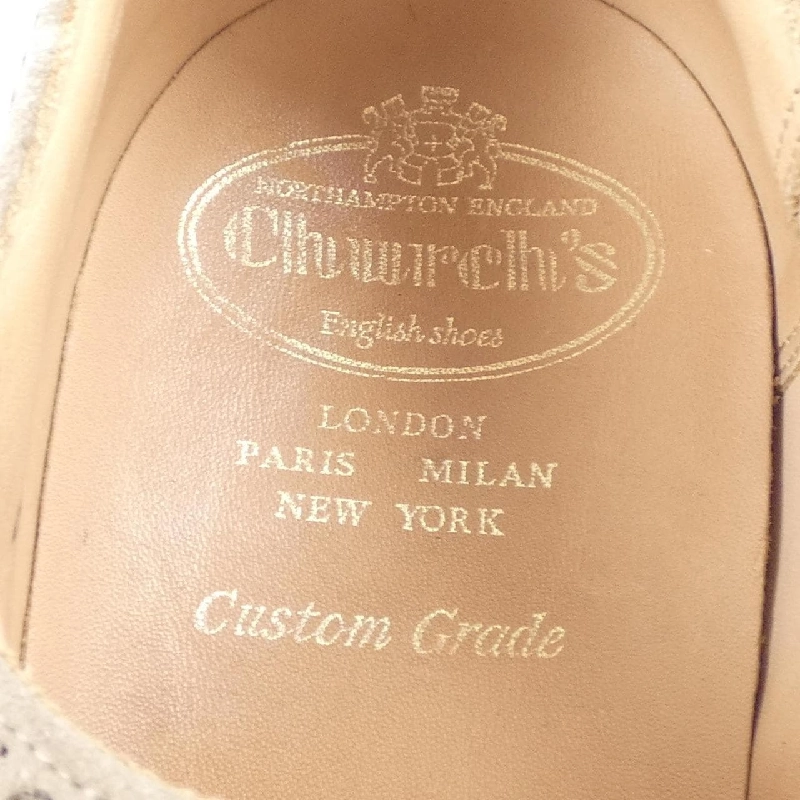 NORTHAMPTON ENGLAND
Church's
English shoes
LONDON
PARIS MILAN
NEW YORK
Custom Grade